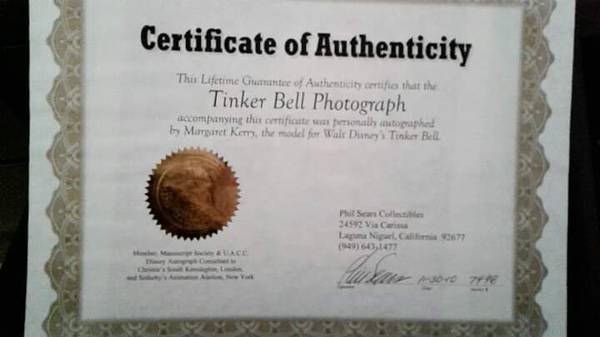 Certificate of Authenticity
This Lifetime Guarantee of Authenticity certifies that the
Tinker Bell Photograph
accompanying this certificate was personally autographed
by Margaret Kerry, the model for Walt Disney's Tinker Bell.
Phil Sears Collectibles
24592 Via Carissa
Laguna Niguel, California 92677
(949) 643-1477
Member, Manuscript Society & U.A.C.C.
Disney Autograph Consultant to
Christie's South Kensington, London,
and Sotheby's Animation Auction, New York
Phil Sears 11-30-10 7498